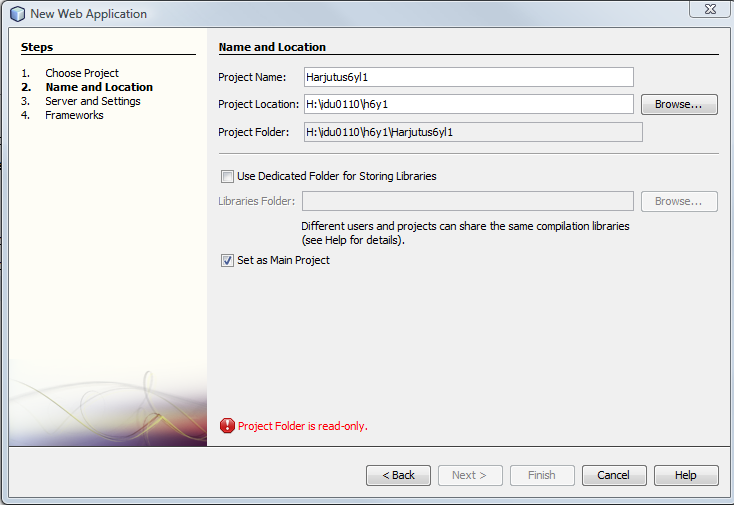 New Web Application
Steps
1. Choose Project
2. Name and Location
3. Server and Settings
4. Frameworks
Name and Location
Project Name: Harjutus6yl1
Project Location: H:\idu0110\h6y1 Browse...
Project Folder: H:\idu0110\h6y1\Harjutus6yl1
Use Dedicated Folder for Storing Libraries
Libraries Folder: Browse...
Different users and projects can share the same compilation libraries
(see Help for details).
Set as Main Project
Project Folder is read-only.
< Back Next > Finish Cancel Help